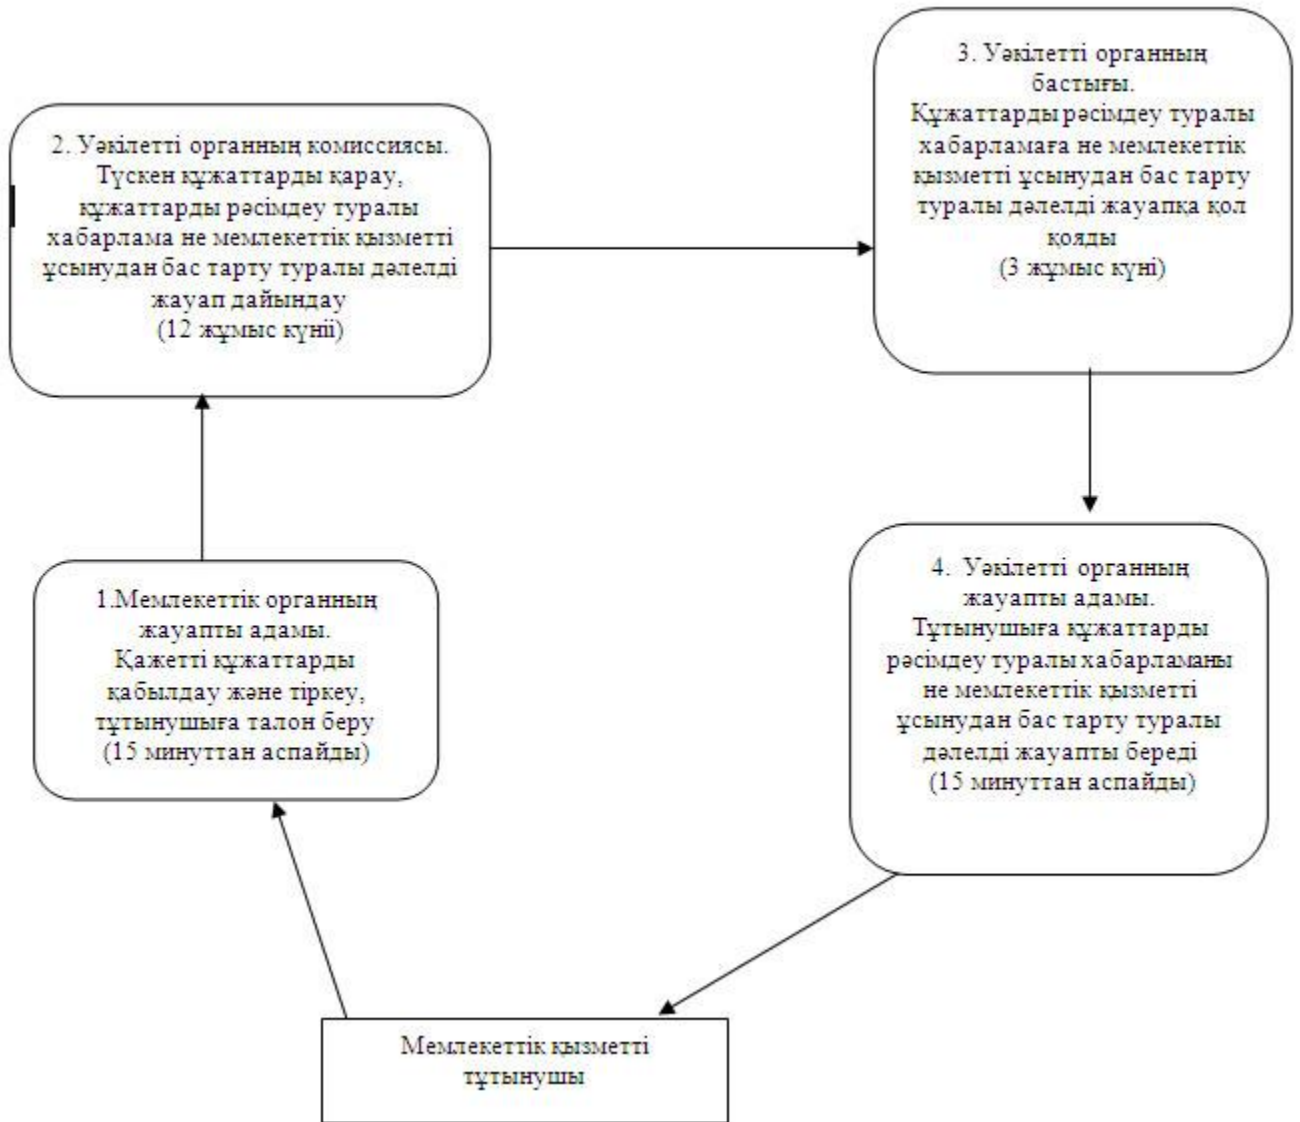 1.Мемлекеттік органның
жауапты адамы.
Қажетті құжаттарды
қабылдау және тіркеу,
тұтынушыға талон беру
(15 минуттан аспайды)
2. Уәкілетті органның комиссиясы.
Түскен құжаттарды қарау,
құжаттарды рәсімдеу туралы
хабарлама не мемлекеттік қызметті
ұсынудан бас тарту туралы дәлелді
жауап дайындау
(12 жұмыс күніі)
3. Уәкілетті органның
бастығы.
Құжаттарды рәсімдеу туралы
хабарламаға не мемлекеттік
қызметті ұсынудан бас тарту
туралы дәлелді жауапқа қол
қояды
(3 жұмыс күні)
4. Уәкілетті органның
жауапты адамы.
Тұтынушыға құжаттарды
рәсімдеу туралы хабарламаны
не мемлекеттік қызметті
ұсынудан бас тарту туралы
дәлелді жауапты береді
(15 минуттан аспайды)
Мемлекеттік қызметті
тұтынушы